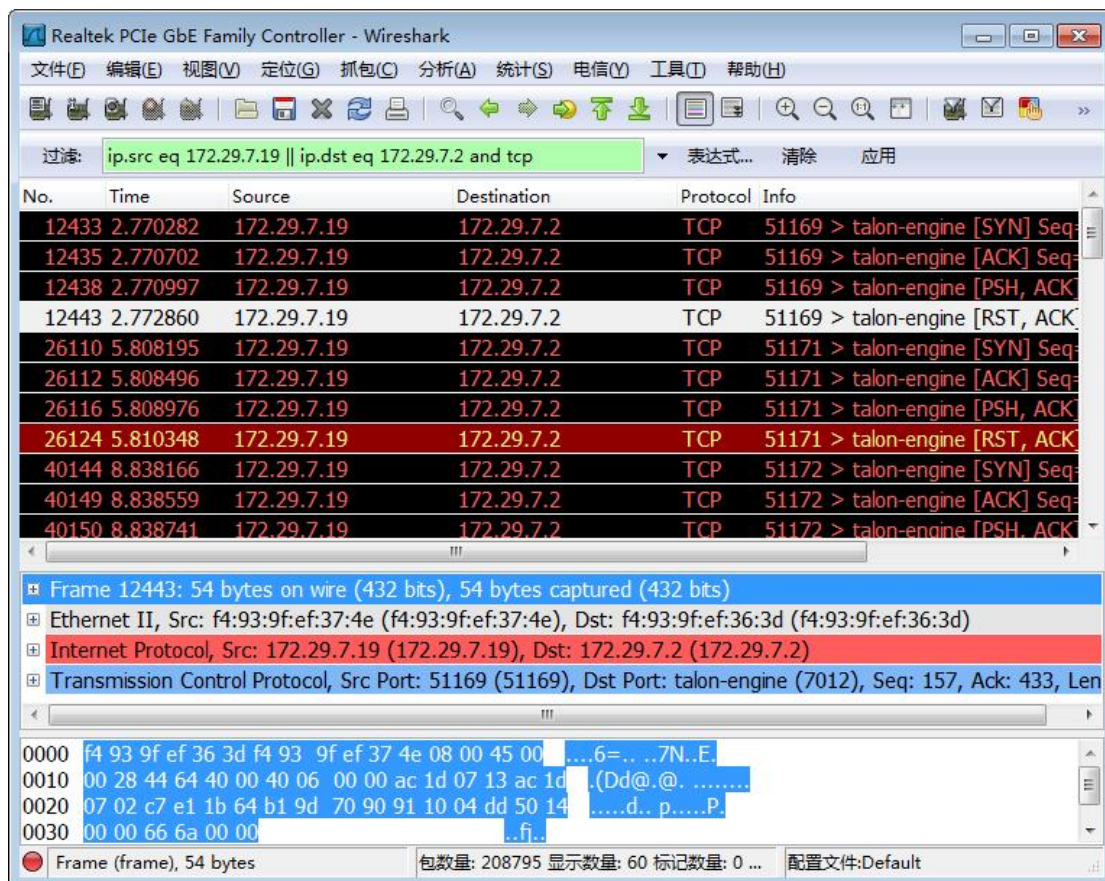 Realtek PCIe GbE Family Controller - Wireshark
文件(F) 编辑(E) 视图(V) 定位(G) 抓包(C) 分析(A) 统计(S) 电信(Y) 工具(T) 帮助(H)
过滤: ip.src eq 172.29.7.19 || ip.dst eq 172.29.7.2 and tcp 表达式... 清除 应用
No. Time Source Destination Protocol Info
12433 2.770282 172.29.7.19 172.29.7.2 TCP 51169 > talon-engine [SYN] Seq=
12435 2.770702 172.29.7.19 172.29.7.2 TCP 51169 > talon-engine [ACK] Seq=
12438 2.770997 172.29.7.19 172.29.7.2 TCP 51169 > talon-engine [PSH, ACK]
12443 2.772860 172.29.7.19 172.29.7.2 TCP 51169 > talon-engine [RST, ACK]
26110 5.808195 172.29.7.19 172.29.7.2 TCP 51171 > talon-engine [SYN] Seq=
26112 5.808496 172.29.7.19 172.29.7.2 TCP 51171 > talon-engine [ACK] Seq=
26116 5.808976 172.29.7.19 172.29.7.2 TCP 51171 > talon-engine [PSH, ACK]
26124 5.810348 172.29.7.19 172.29.7.2 TCP 51171 > talon-engine [RST, ACK]
40144 8.838166 172.29.7.19 172.29.7.2 TCP 51172 > talon-engine [SYN] Seq=
40149 8.838559 172.29.7.19 172.29.7.2 TCP 51172 > talon-engine [ACK] Seq=
40150 8.838741 172.29.7.19 172.29.7.2 TCP 51172 > talon-engine [PSH, ACK]
Frame 12443: 54 bytes on wire (432 bits), 54 bytes captured (432 bits)
Ethernet II, Src: f4:93:9f:ef:37:4e (f4:93:9f:ef:37:4e), Dst: f4:93:9f:ef:36:3d (f4:93:9f:ef:36:3d)
Internet Protocol, Src: 172.29.7.19 (172.29.7.19), Dst: 172.29.7.2 (172.29.7.2)
Transmission Control Protocol, Src Port: 51169 (51169), Dst Port: talon-engine (7012), Seq: 157, Ack: 433, Len
0000 f4 93 9f ef 36 3d f4 93 9f ef 37 4e 08 00 45 00 ....6=.. ..7N..E.
0010 00 28 44 64 40 00 40 06 00 00 ac 1d 07 13 ac 1d .(Dd@.@. ........
0020 07 02 c7 e1 1b 64 b1 9d 70 90 91 10 04 dd 50 14 .....d.. p.....P.
0030 00 00 66 6a 00 00 ..fj..
Frame (frame), 54 bytes 包数量: 208795 显示数量: 60 标记数量: 0 ... 配置文件:Default